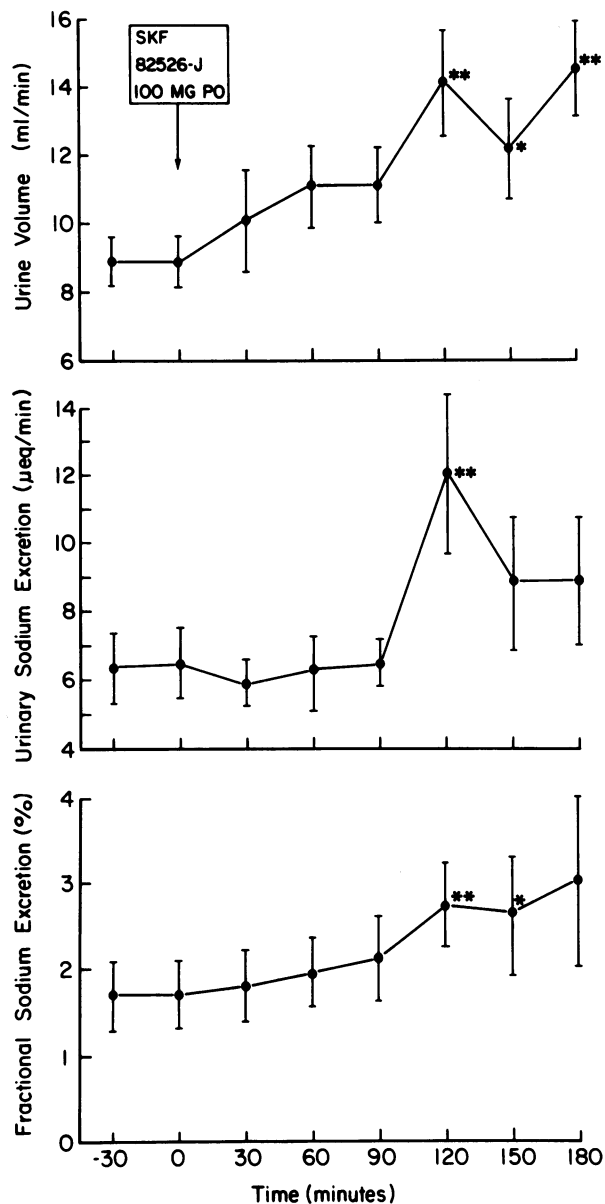 SKF
82526-J
100 MG PO
Urine Volume (ml/min)
16
14
12
10
8
6
**
*
**
Urinary Sodium Excretion (μeq/min)
14
12
10
8
6
4
**
Fractional Sodium Excretion (%)
4
3
2
1
0
**
*
-30 0 30 60 90 120 150 180
Time (minutes)